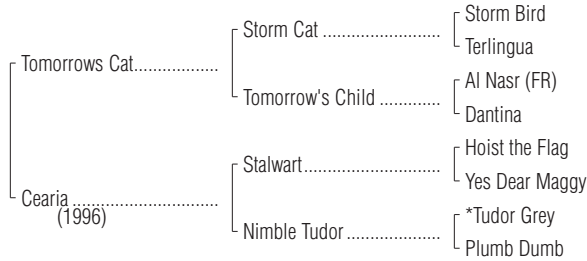 Storm Bird
Storm Cat ..........................
Terlingua
Tomorrows Cat...................
Al Nasr (FR)
Tomorrow's Child .............
Dantina
Hoist the Flag
Stalwart..............................
Yes Dear Maggy
Cearia .................................
(1996)
*Tudor Grey
Nimble Tudor .....................
Plumb Dumb